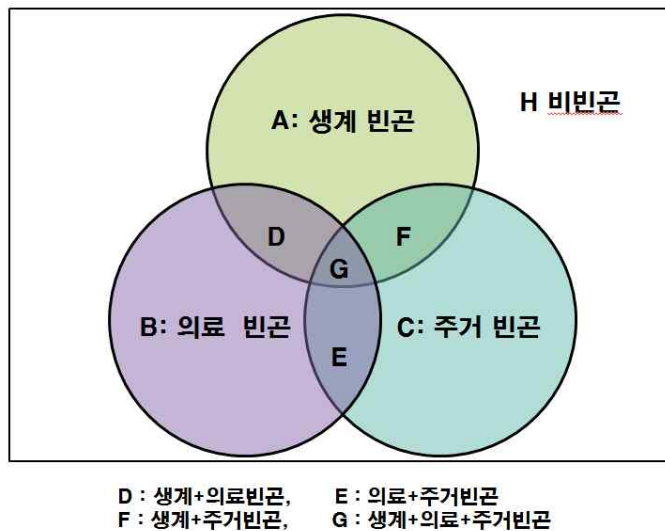 A: 생계 빈곤
H 비빈곤
D
F
G
B: 의료 빈곤
C: 주거 빈곤
E
D : 생계+의료빈곤, E : 의료+주거빈곤
F : 생계+주거빈곤, G : 생계+의료+주거빈곤